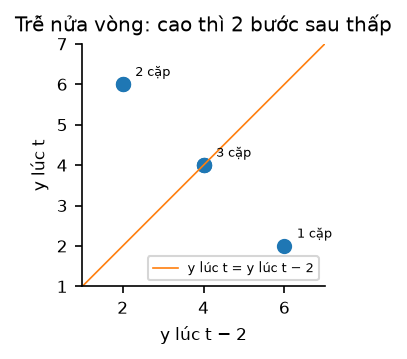 Trễ nửa vòng: cao thì 2 bước sau thấp
7
6
5
4
3
2
1
y lúc t
2 cặp
3 cặp
1 cặp
y lúc t = y lúc t − 2
2
4
6
y lúc t − 2